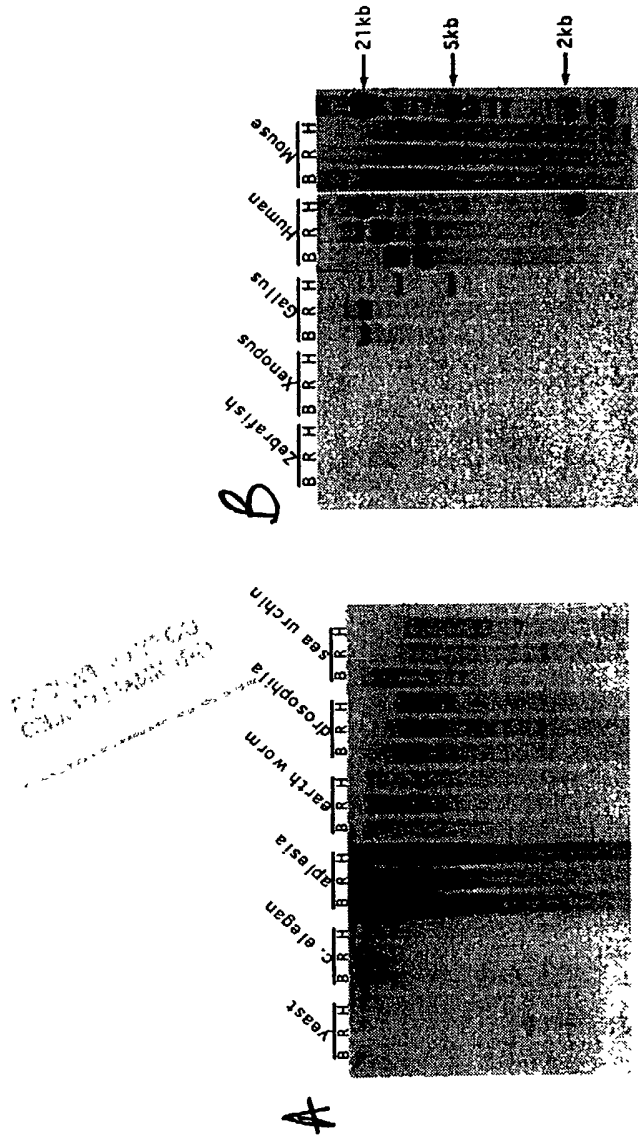 A
yeast
B R H
C. elegan
B R H
aplesia
B R H
earth worm
B R H
drosophila
B R H
sea urchin
B R H
B
Zebrafish
B R H
Xenopus
B R H
Gallus
B R H
Human
B R H
Mouse
B R H
21kb
5kb
2kb